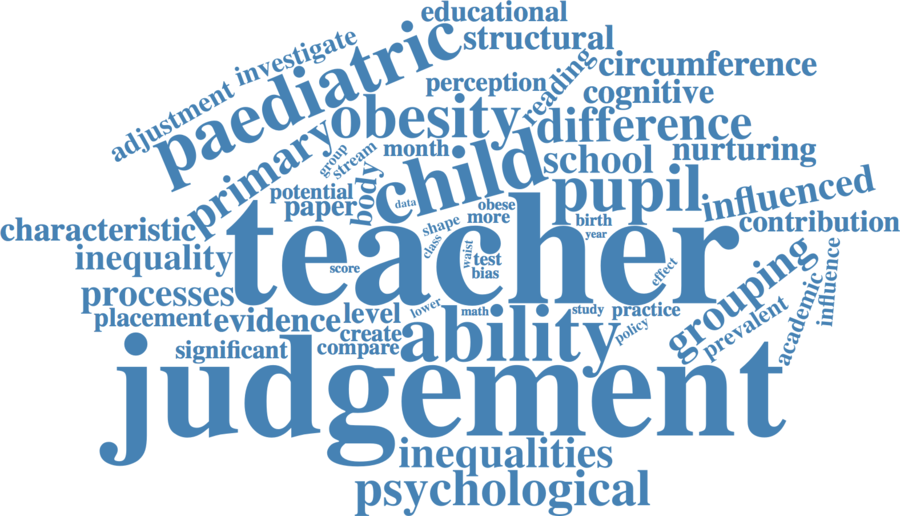 educational
structural
investigate
paediatric
adjustment
perception
reading
circumference
cognitive
obesity
difference
primary
group
stream
month
child
school
nurturing
potential
paper
body
data
pupil
influenced
characteristic
teacher
shape
obese
more
birth
year
contribution
inequality
class
waist
test
bias
score
effect
grouping
influence
academic
processes
placement
evidence
level
lower
math
study
practice
policy
prevalent
create
compare
significant
ability
judgement
inequalities
psychological